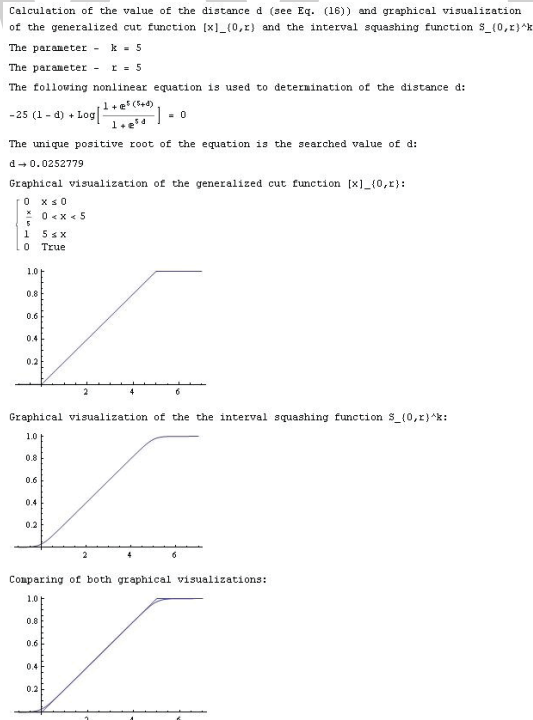 Calculation of the value of the distance d (see Eq. (16)) and graphical visualization
of the generalized cut function [x]_{0,r} and the interval squashing function S_{0,r}^k
The parameter - k = 5
The parameter - r = 5
The following nonlinear equation is used to determination of the distance d:
-25 (1 - d) + Log[ (1 + e^5 (5+d)) / (1 + e^5 d) ] = 0
The unique positive root of the equation is the searched value of d:
d → 0.0252779
Graphical visualization of the generalized cut function [x]_{0,r}:
0 x ≤ 0
x/5 0 < x < 5
1 5 ≤ x
0 True
1.0
0.8
0.6
0.4
0.2
2 4 6
Graphical visualization of the the interval squashing function S_{0,r}^k:
1.0
0.8
0.6
0.4
0.2
2 4 6
Comparing of both graphical visualizations:
1.0
0.8
0.6
0.4
0.2
2 4 6